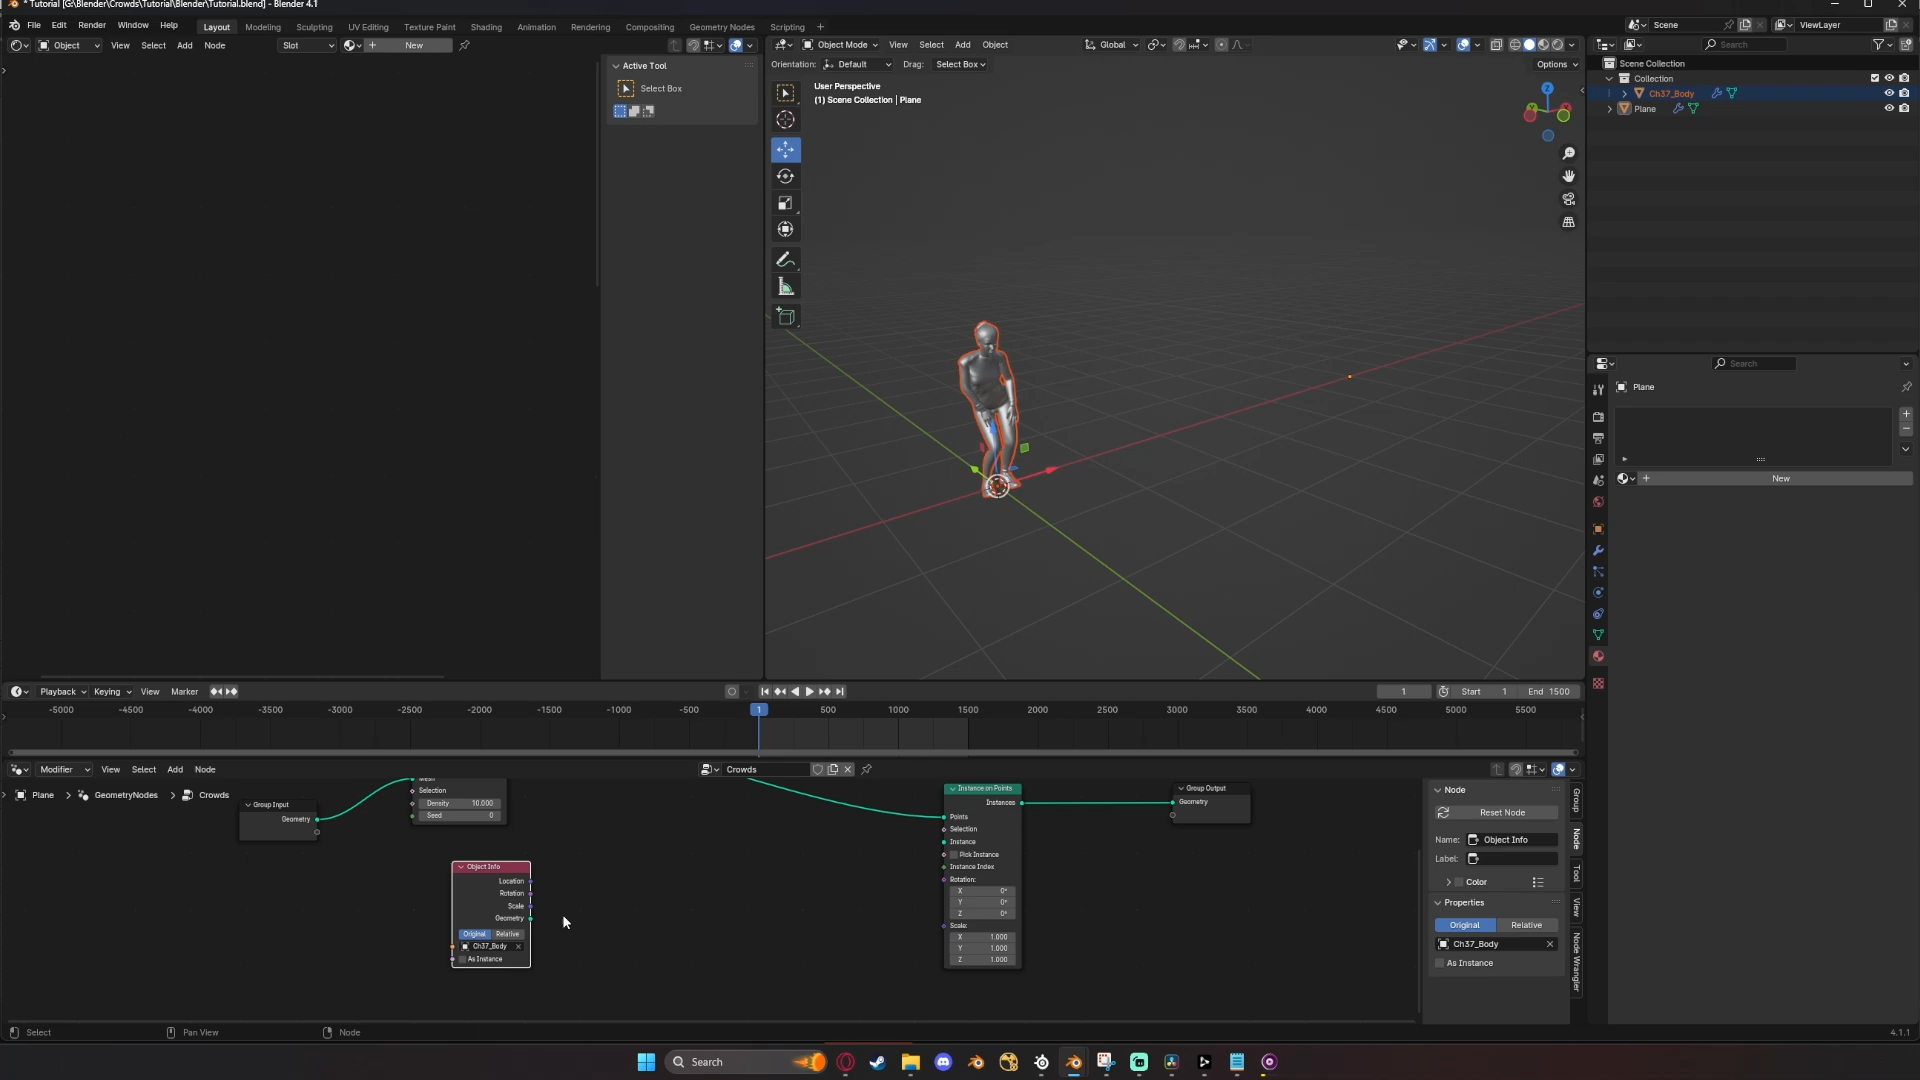 * Tutorial [G:\Blender\Crowds\Tutorial\Blender\Tutorial.blend] - Blender 4.1
File Edit Render Window Help
Layout Modeling Sculpting UV Editing Texture Paint Shading Animation Rendering Compositing Geometry Nodes Scripting +
Scene
ViewLayer
Object View Select Add Node Slot New
Object Mode View Select Add Object Global
Search
Active Tool
Select Box
Orientation: Default Drag: Select Box Options
User Perspective
(1) Scene Collection | Plane
Scene Collection
Collection
Ch37_Body
Plane
Search
Plane
New
Playback Keying View Marker
1 Start 1 End 1500
-5000 -4500 -4000 -3500 -3000 -2500 -2000 -1500 -1000 -500 1 500 1000 1500 2000 2500 3000 3500 4000 4500 5000 5500
Modifier View Select Add Node Crowds
Plane > GeometryNodes > Crowds
Group Input
Geometry
Mesh
Selection
Density 10.000
Seed 0
Object Info
Location
Rotation
Scale
Geometry
Original Relative
Ch37_Body
As Instance
Instance on Points
Instances
Points
Selection
Instance
Pick Instance
Instance Index
Rotation:
X 0°
Y 0°
Z 0°
Scale:
X 1.000
Y 1.000
Z 1.000
Group Output
Geometry
Node
Reset Node
Name: Object Info
Label:
Color
Properties
Original Relative
Ch37_Body
As Instance
Group
Node
Tool
View
Node Wrangler
Select Pan View Node 4.1.1
Search